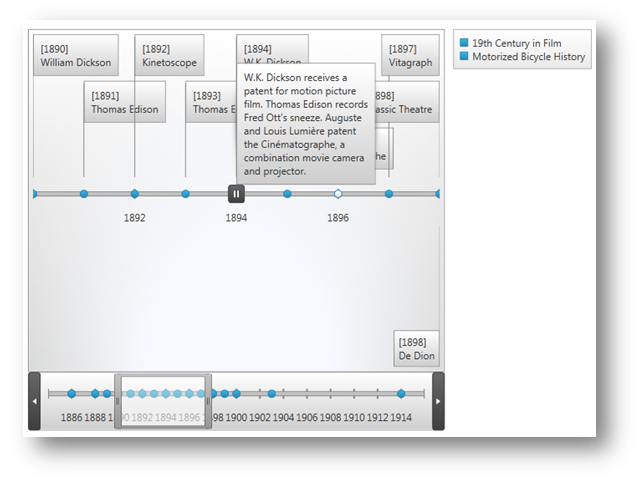 [1890]
William Dickson
[1892]
Kinetoscope
[1894]
W.K. Dickson
[1897]
Vitagraph
19th Century in Film
Motorized Bicycle History
[1891]
Thomas Edison
[1893]
Thomas E
W.K. Dickson receives a
patent for motion picture
film. Thomas Edison records
Fred Ott's sneeze. Auguste
and Louis Lumière patent
the Cinématographe, a
combination movie camera
and projector.
898]
assic Theatre
he
1892
1894
1896
[1898]
De Dion
1886 1888 1890 1892 1894 1896 1898 1900 1902 1904 1906 1908 1910 1912 1914